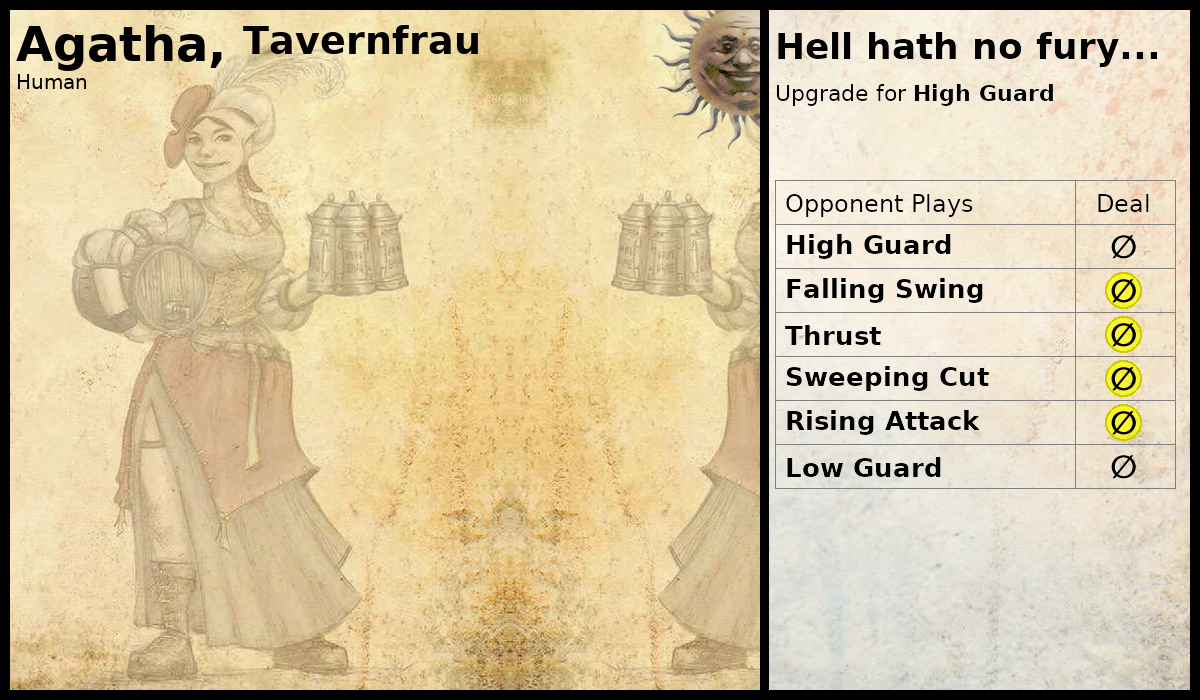 Agatha, Tavernfrau
Human
Hell hath no fury...
Upgrade for High Guard
Opponent Plays Deal
High Guard ∅
Falling Swing ∅
Thrust ∅
Sweeping Cut ∅
Rising Attack ∅
Low Guard ∅